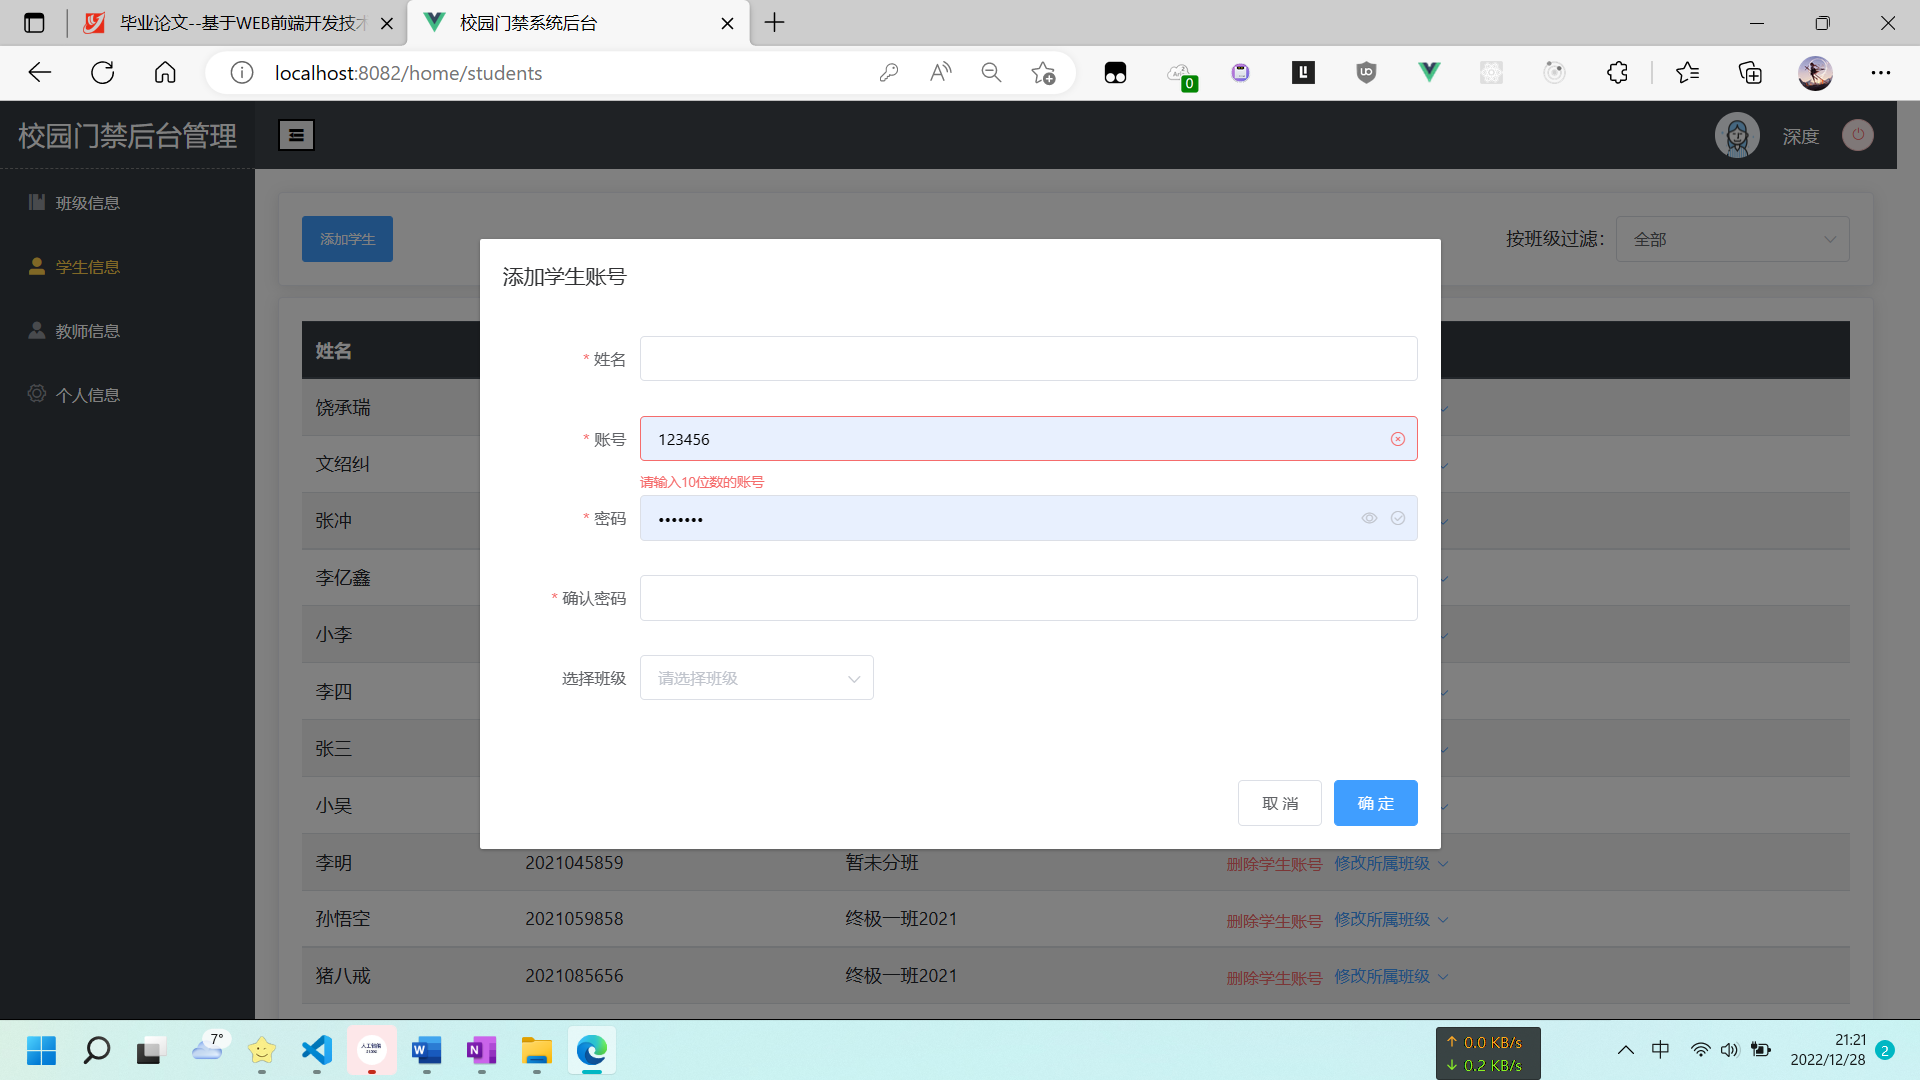 毕业论文--基于WEB前端开发技术
校园门禁系统后台
localhost:8082/home/students
0
校园门禁后台管理
深度
班级信息
学生信息
教师信息
个人信息
添加学生
按班级过滤：
全部
添加学生账号
* 姓名
* 账号
123456
请输入10位数的账号
* 密码
•••••••
* 确认密码
选择班级
请选择班级
取 消
确 定
姓名
饶承瑞
文绍纠
张冲
李亿鑫
小李
李四
张三
小吴
李明 2021045859 暂未分班 删除学生账号 修改所属班级
孙悟空 2021059858 终极一班2021 删除学生账号 修改所属班级
猪八戒 2021085656 终极一班2021 删除学生账号 修改所属班级
7°
↑ 0.0 KB/s
↓ 0.2 KB/s
中
21:21
2022/12/28
2